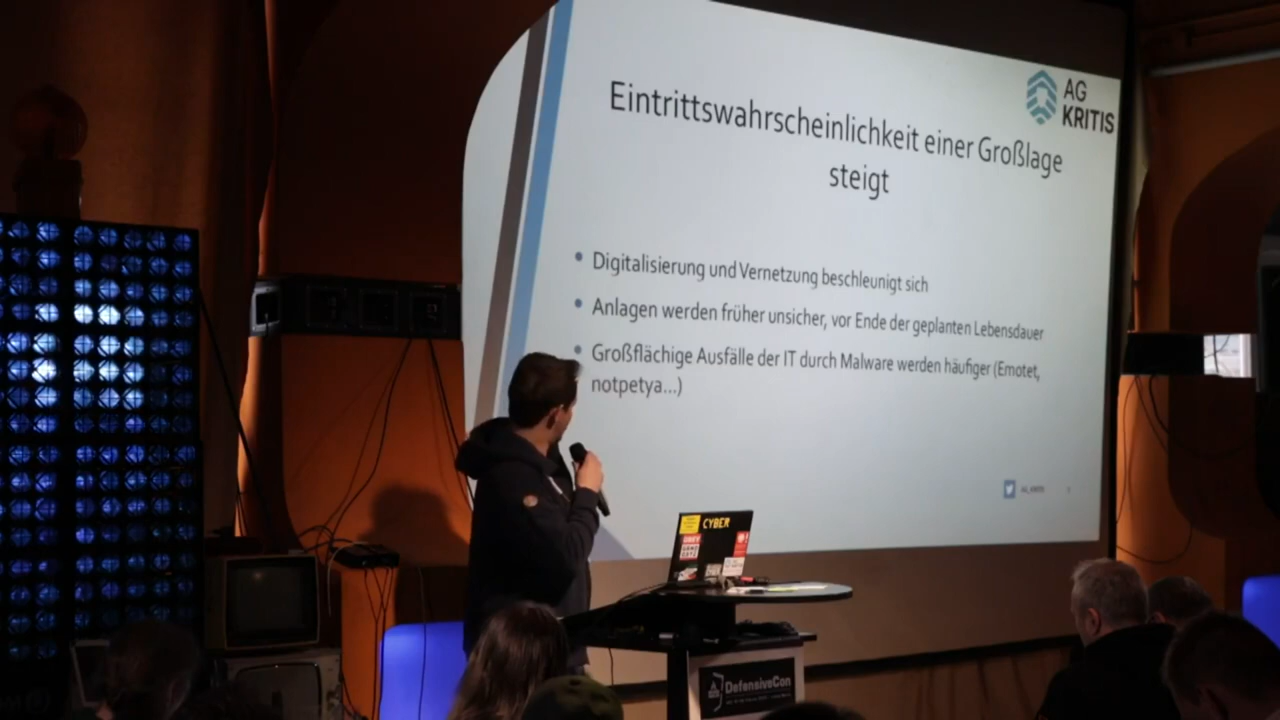 AG
KRITIS
Eintrittswahrscheinlichkeit einer Großlage
steigt
• Digitalisierung und Vernetzung beschleunigt sich
• Anlagen werden früher unsicher, vor Ende der geplanten Lebensdauer
• Großflächige Ausfälle der IT durch Malware werden häufiger (Emotet,
notpetya...)
AG_KRITIS
CYBER
DefensiveCon